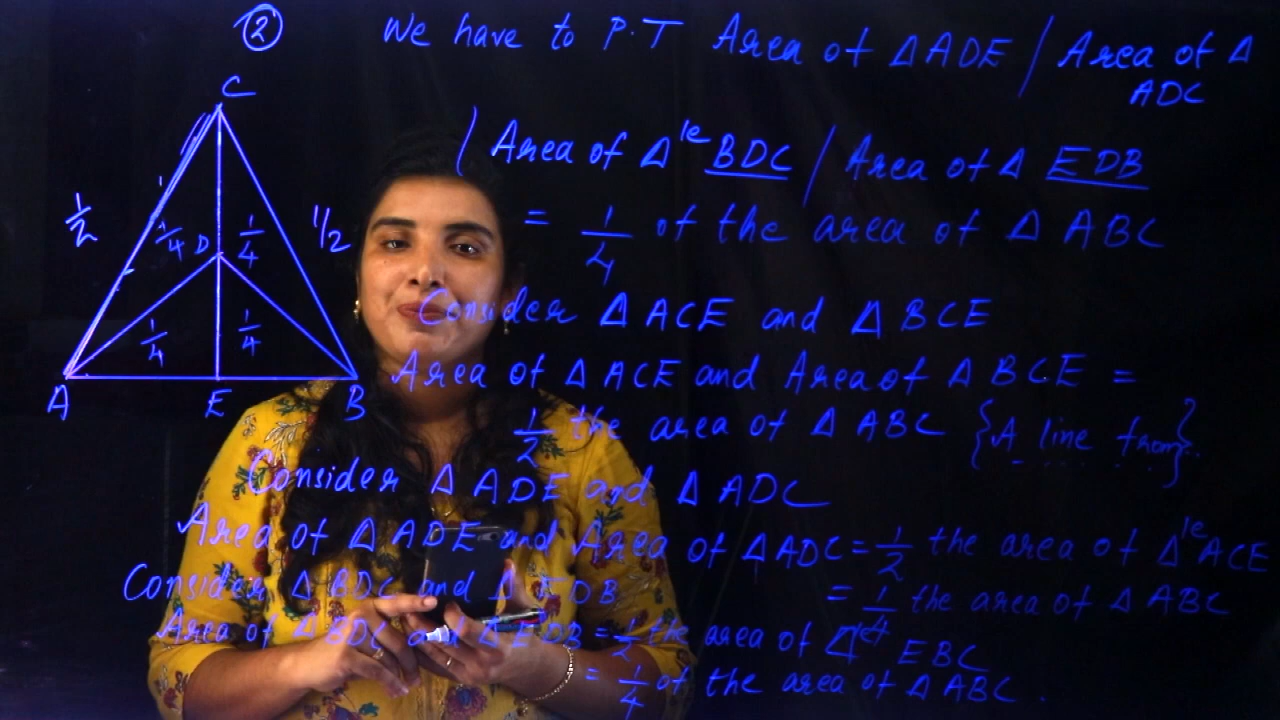 ② We have to P.T Area of Δ ADE / Area of Δ ADC
/ Area of Δle BDC / Area of Δ EDB
= 1/4 of the area of Δ ABC
Consider Δ ACE and Δ BCE
Area of Δ ACE and Area of Δ BCE =
1/2 the area of Δ ABC {A line from}
Consider Δ ADE and Δ ADC
Area of Δ ADE and Area of Δ ADC = 1/2 the area of Δle ACE
= 1/4 the area of Δ ABC
Consider Δ BDC and Δ EDB
Area of Δ BDC and Δ EDB = 1/2 the area of Δ EBC
= 1/4 of the area of Δ ABC.
C
1/2
1/4
D
1/4
1/2
1/4
1/4
A
E
B